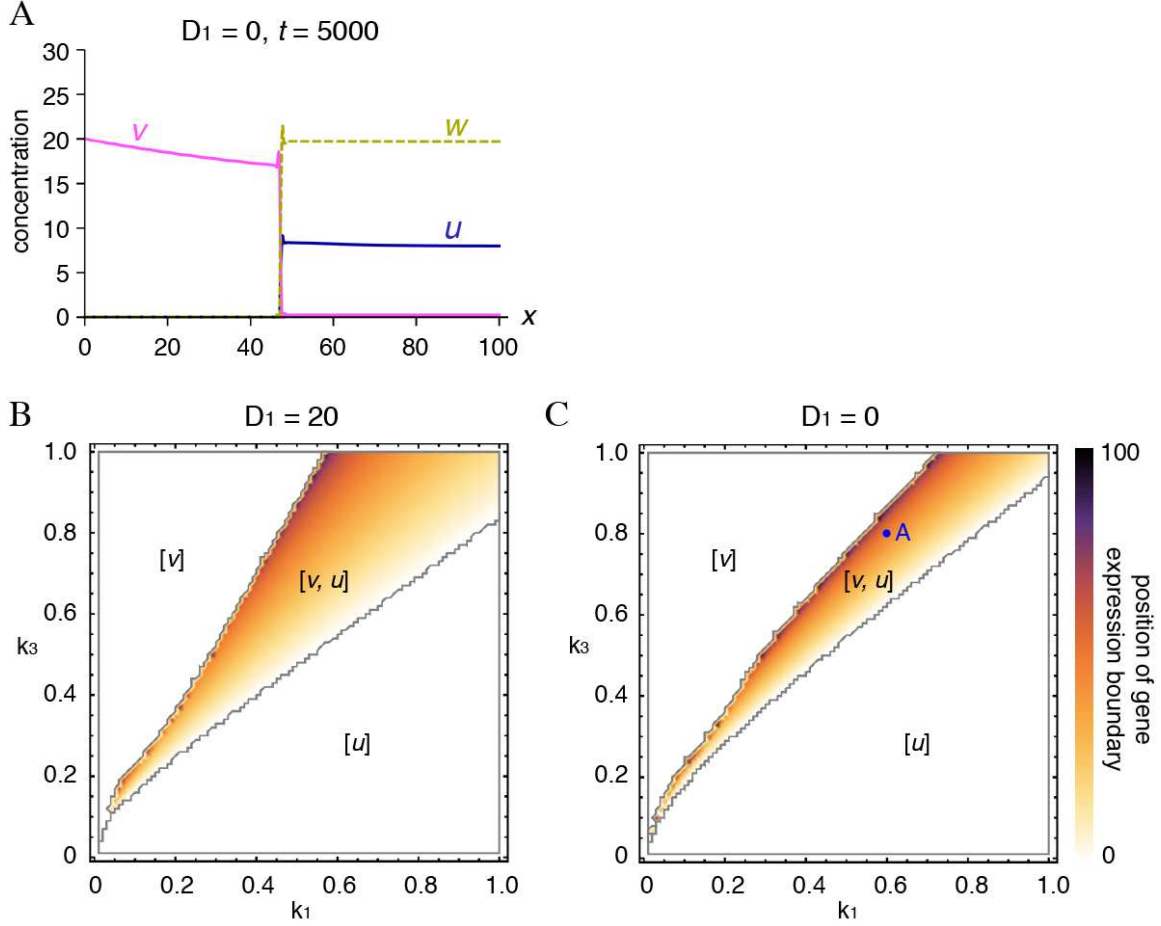 A
D₁ = 0, t = 5000
concentration
30
25
20
15
10
5
0
v
w
u
0 20 40 60 80 100 x
B
D₁ = 20
k₃
1.0
0.8
0.6
0.4
0.2
0
[v]
[v, u]
[u]
0 0.2 0.4 0.6 0.8 1.0
k₁
C
D₁ = 0
k₃
1.0
0.8
0.6
0.4
0.2
0
A
[v]
[v, u]
[u]
0 0.2 0.4 0.6 0.8 1.0
k₁
100
0
position of gene
expression boundary